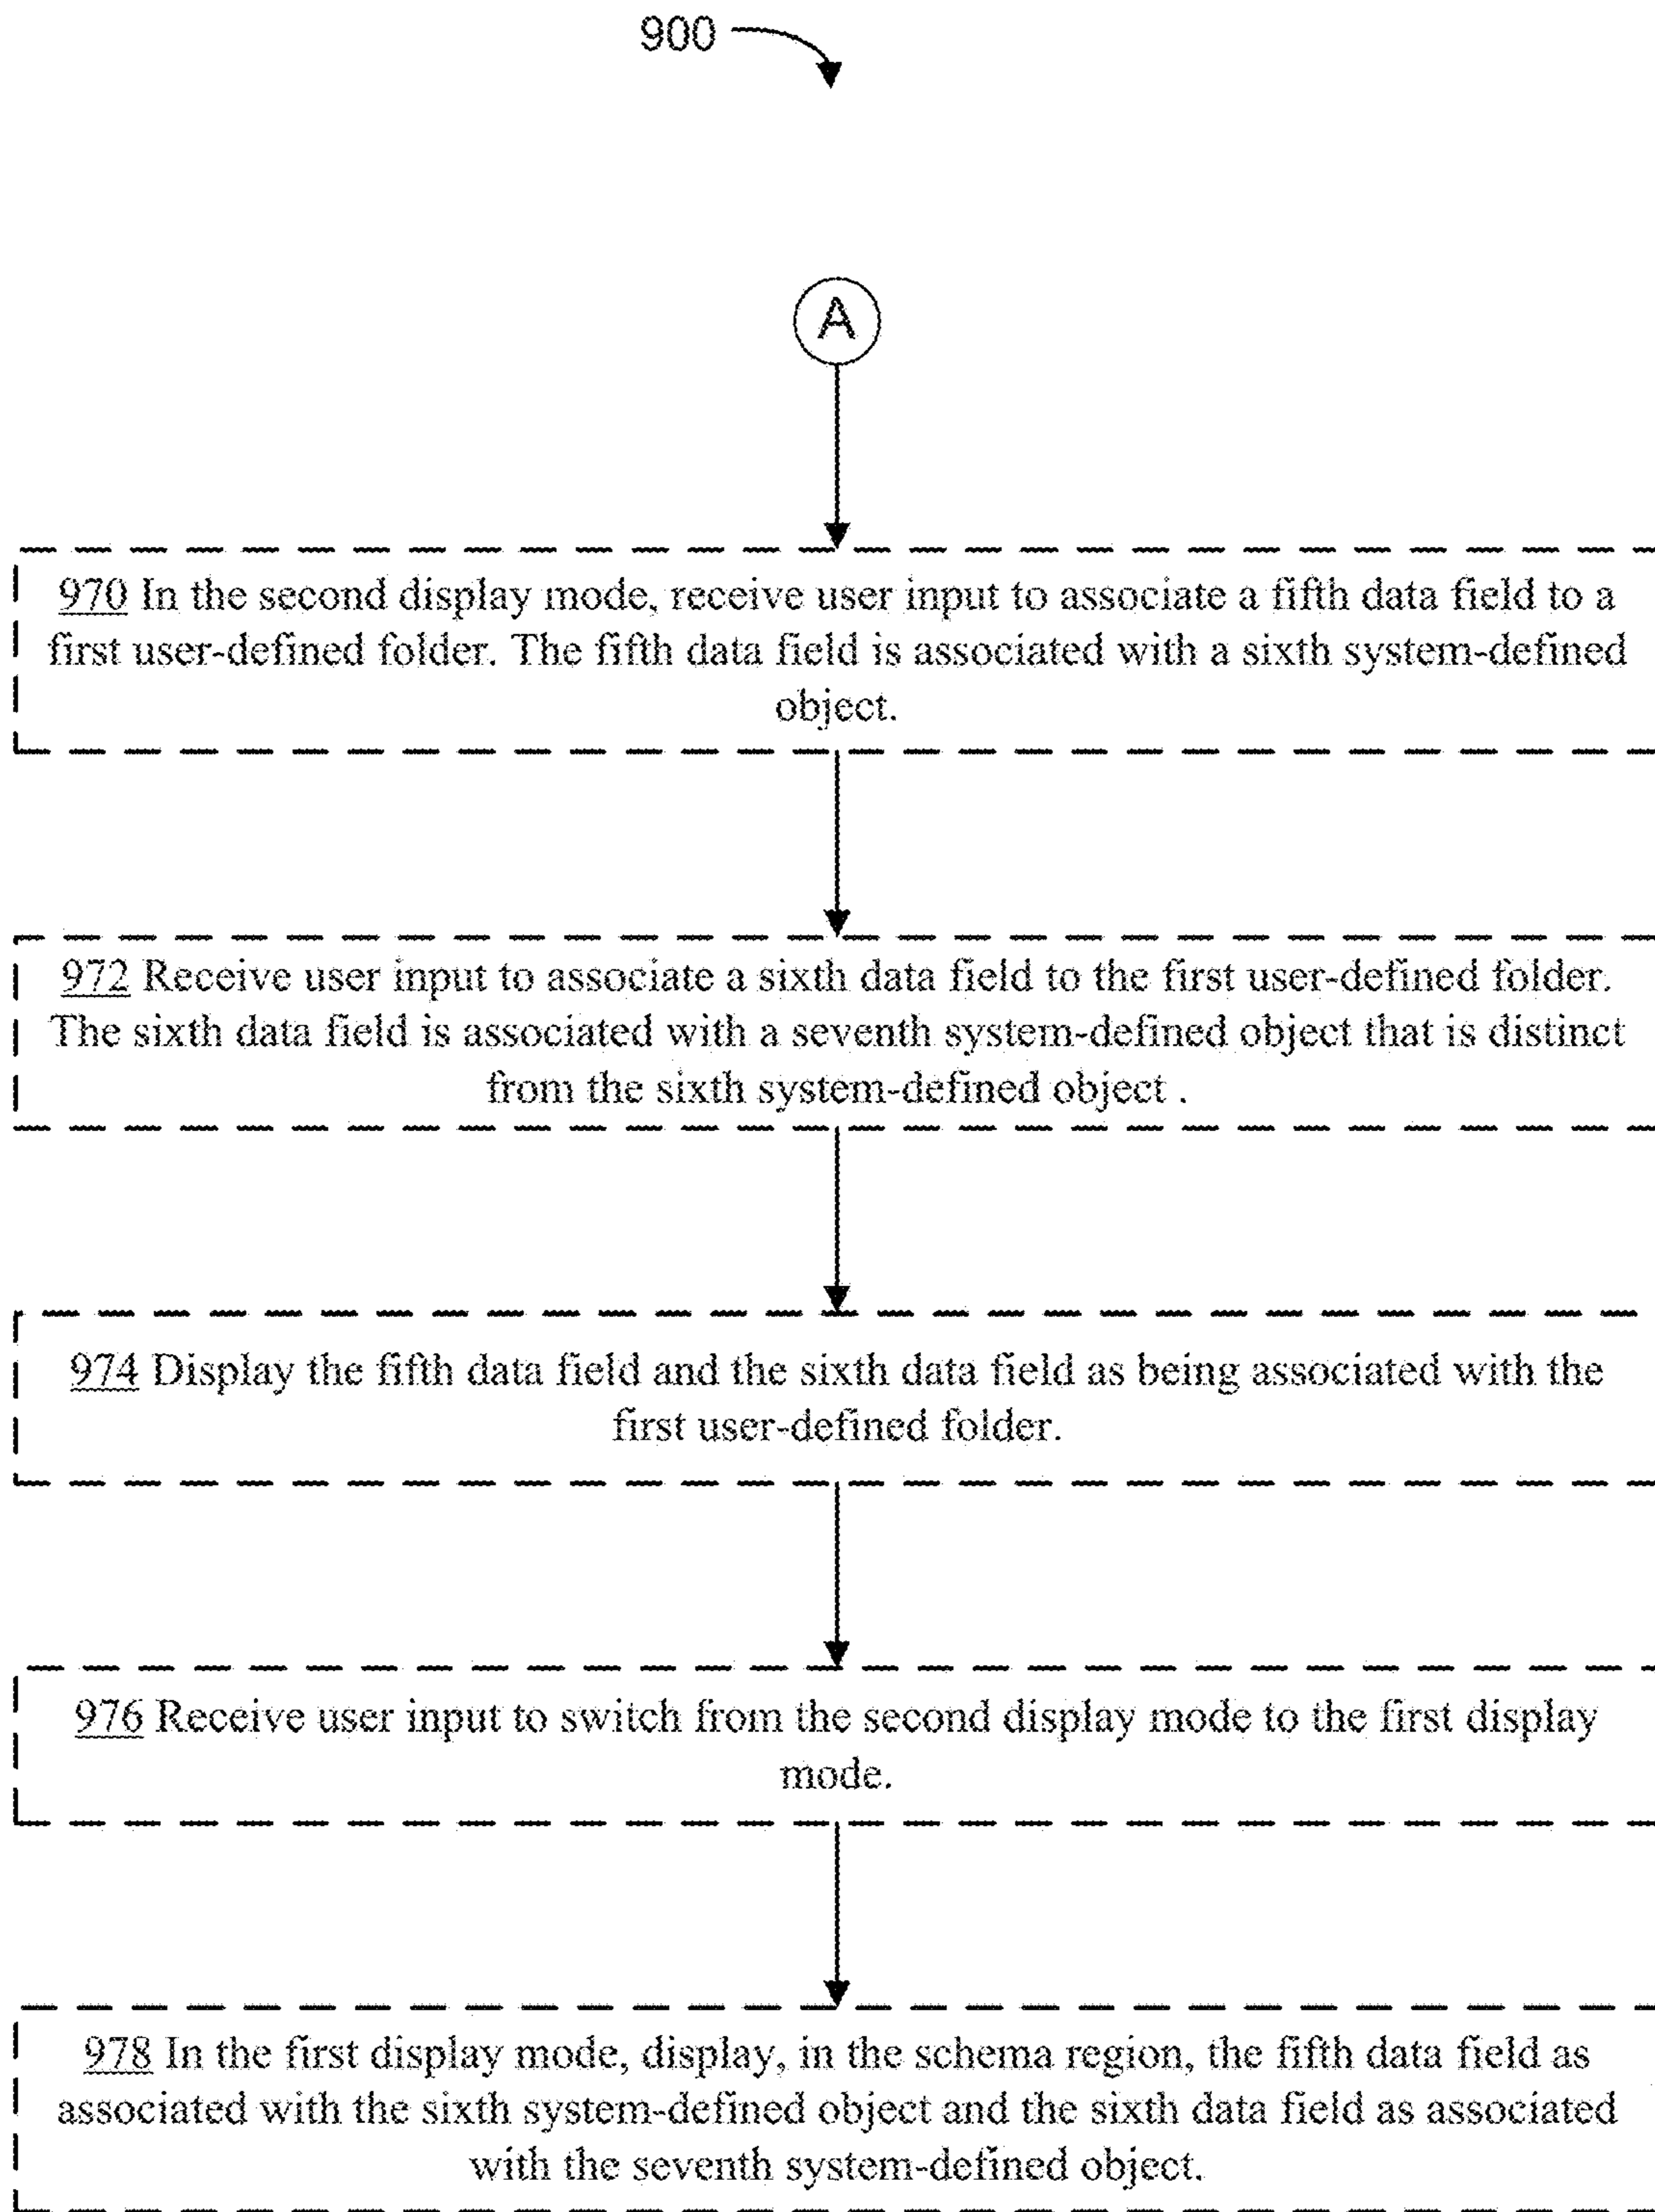 900
A
970 In the second display mode, receive user input to associate a fifth data field to a
first user-defined folder. The fifth data field is associated with a sixth system-defined
object.
972 Receive user input to associate a sixth data field to the first user-defined folder.
The sixth data field is associated with a seventh system-defined object that is distinct
from the sixth system-defined object .
974 Display the fifth data field and the sixth data field as being associated with the
first user-defined folder.
976 Receive user input to switch from the second display mode to the first display
mode.
978 In the first display mode, display, in the schema region, the fifth data field as
associated with the sixth system-defined object and the sixth data field as associated
with the seventh system-defined object.